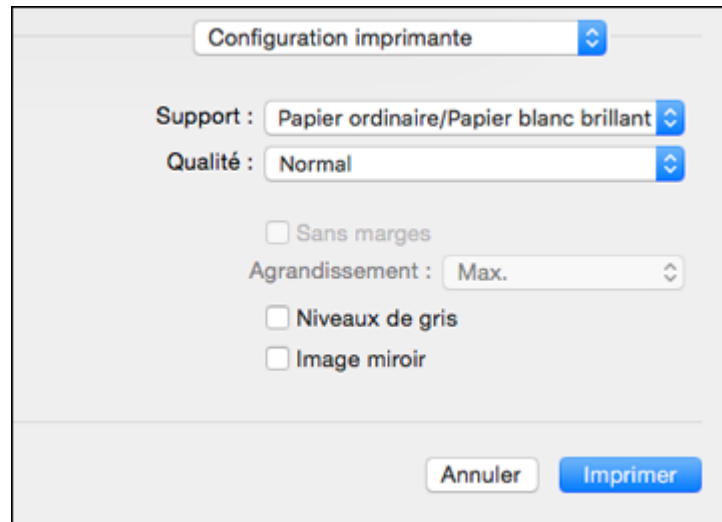 Configuration imprimante
Support : Papier ordinaire/Papier blanc brillant
Qualité : Normal
Sans marges
Agrandissement : Max.
Niveaux de gris
Image miroir
Annuler Imprimer